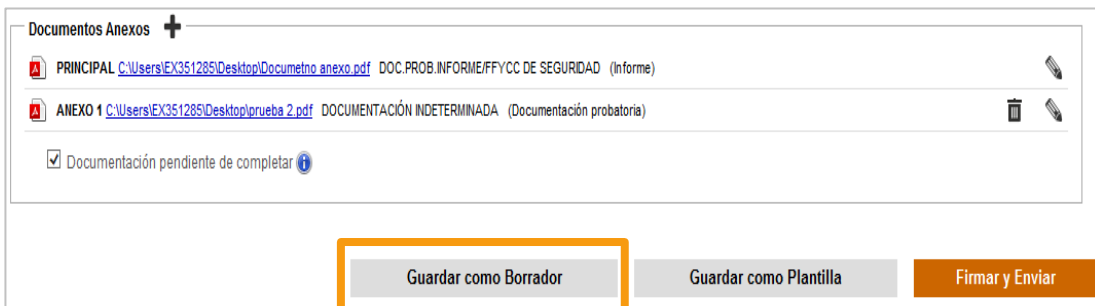 Documentos Anexos
PRINCIPAL C:\Users\EX351285\Desktop\Documetno anexo.pdf DOC.PROB.INFORME/FFYCC DE SEGURIDAD (Informe)
ANEXO 1 C:\Users\EX351285\Desktop\prueba 2.pdf DOCUMENTACIÓN INDETERMINADA (Documentación probatoria)
Documentación pendiente de completar
Guardar como Borrador Guardar como Plantilla Firmar y Enviar